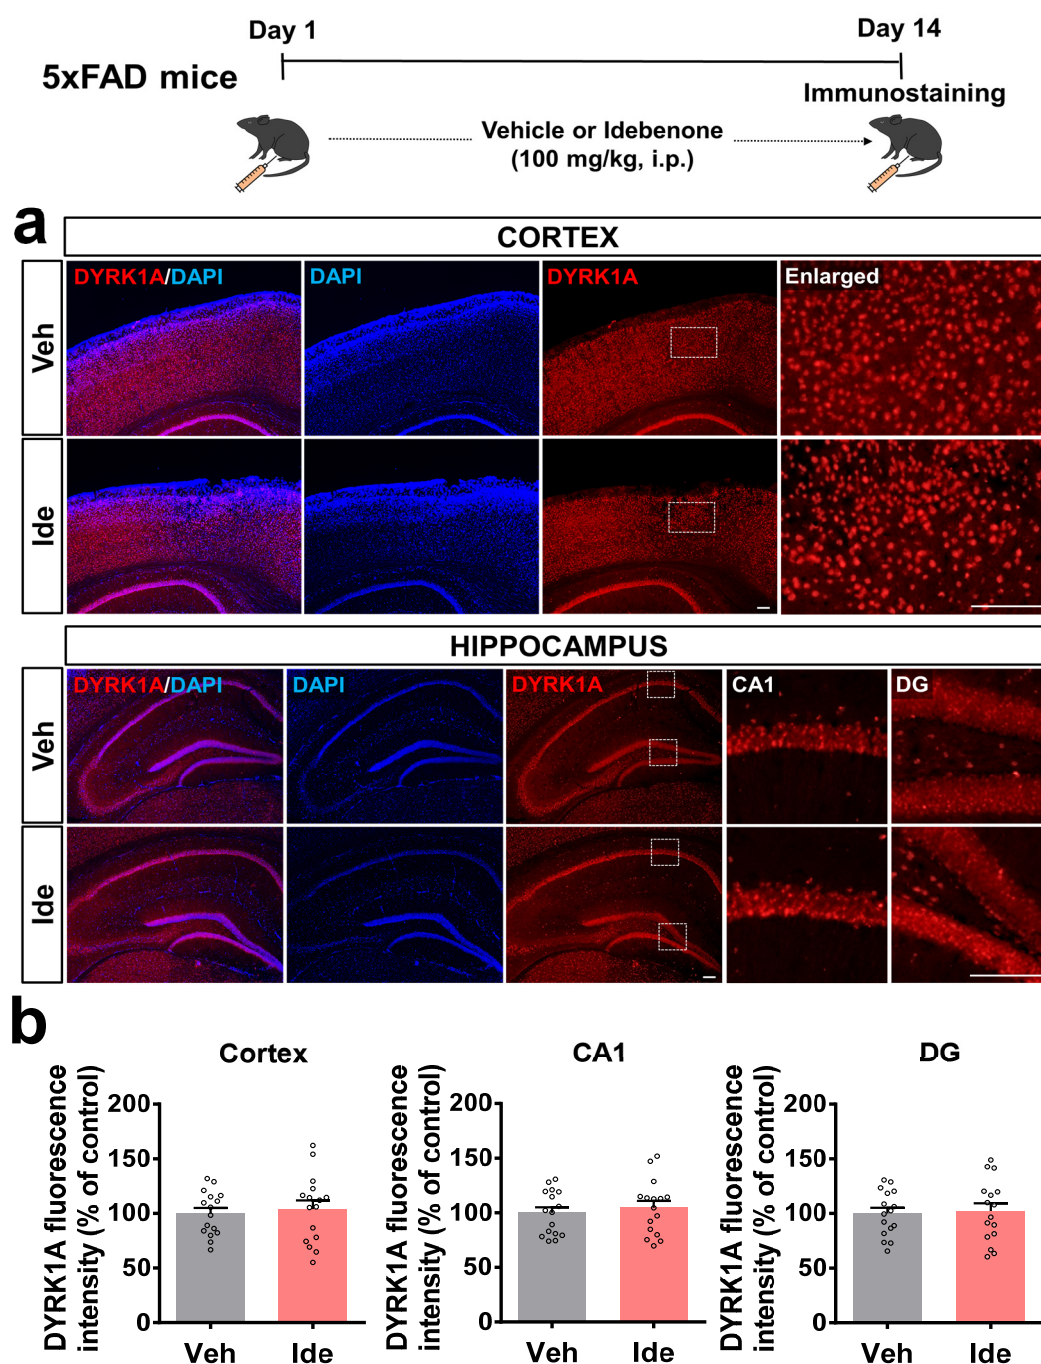 Day 1
Day 14
5xFAD mice
Immunostaining
Vehicle or Idebenone
(100 mg/kg, i.p.)
a
CORTEX
Veh
DYRK1A/DAPI
DAPI
DYRK1A
Enlarged
Ide
HIPPOCAMPUS
Veh
DYRK1A/DAPI
DAPI
DYRK1A
CA1
DG
Ide
b
Cortex
DYRK1A fluorescence
intensity (% of control)
200
150
100
50
0
Veh
Ide
CA1
DYRK1A fluorescence
intensity (% of control)
200
150
100
50
0
Veh
Ide
DG
DYRK1A fluorescence
intensity (% of control)
200
150
100
50
0
Veh
Ide